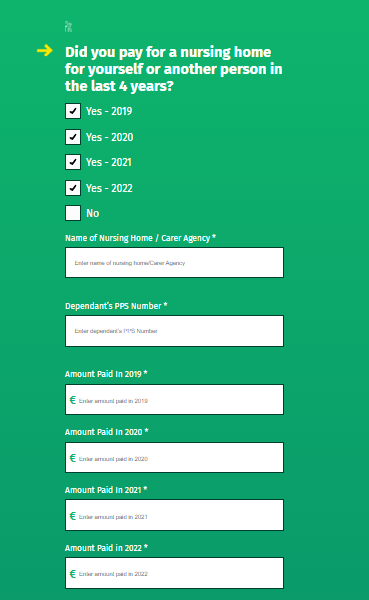 Did you pay for a nursing home
for yourself or another person in
the last 4 years?
Yes - 2019
Yes - 2020
Yes - 2021
Yes - 2022
No
Name of Nursing Home / Carer Agency *
Enter name of nursing home/Carer Agency
Dependant's PPS Number *
Enter dependant's PPS Number
Amount Paid In 2019 *
€ Enter amount paid in 2019
Amount Paid In 2020 *
€ Enter amount paid in 2020
Amount Paid In 2021 *
€ Enter amount paid in 2021
Amount Paid in 2022 *
€ Enter amount paid in 2022